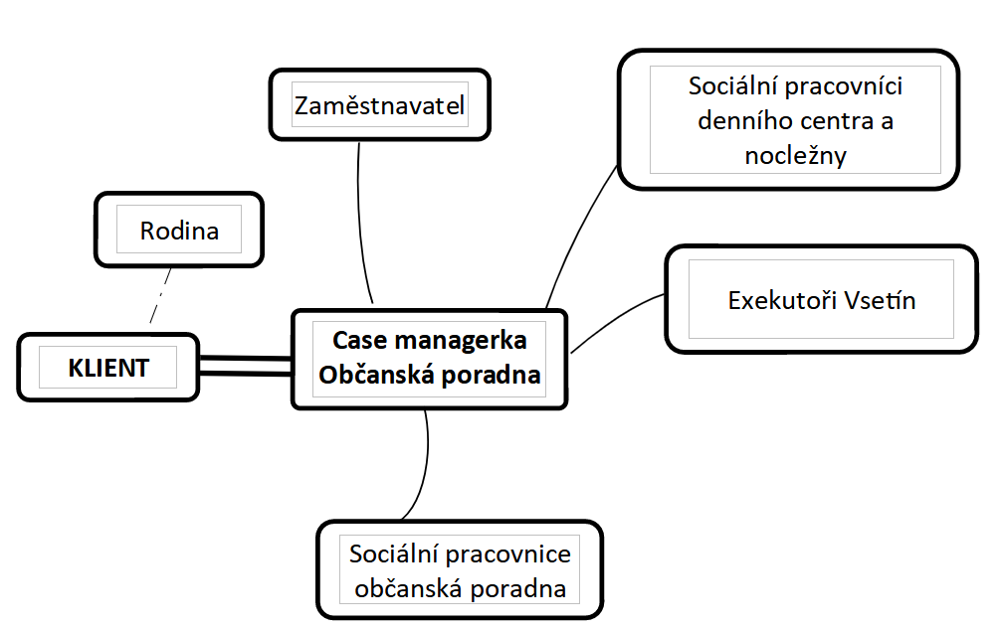 Zaměstnavatel
Sociální pracovníci
denního centra a
nocležny
Rodina
Exekutoři Vsetín
KLIENT
Case managerka
Občanská poradna
Sociální pracovnice
občanská poradna